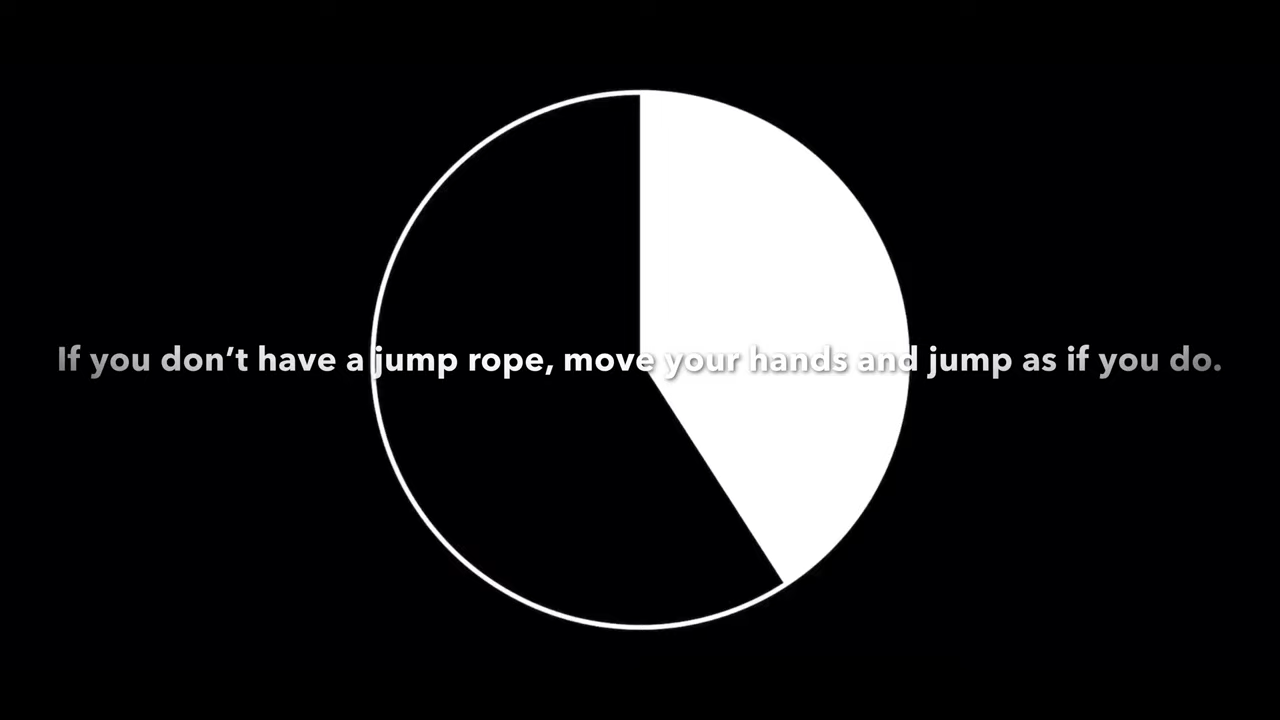 If you don’t have a jump rope, move your hands and jump as if you do.